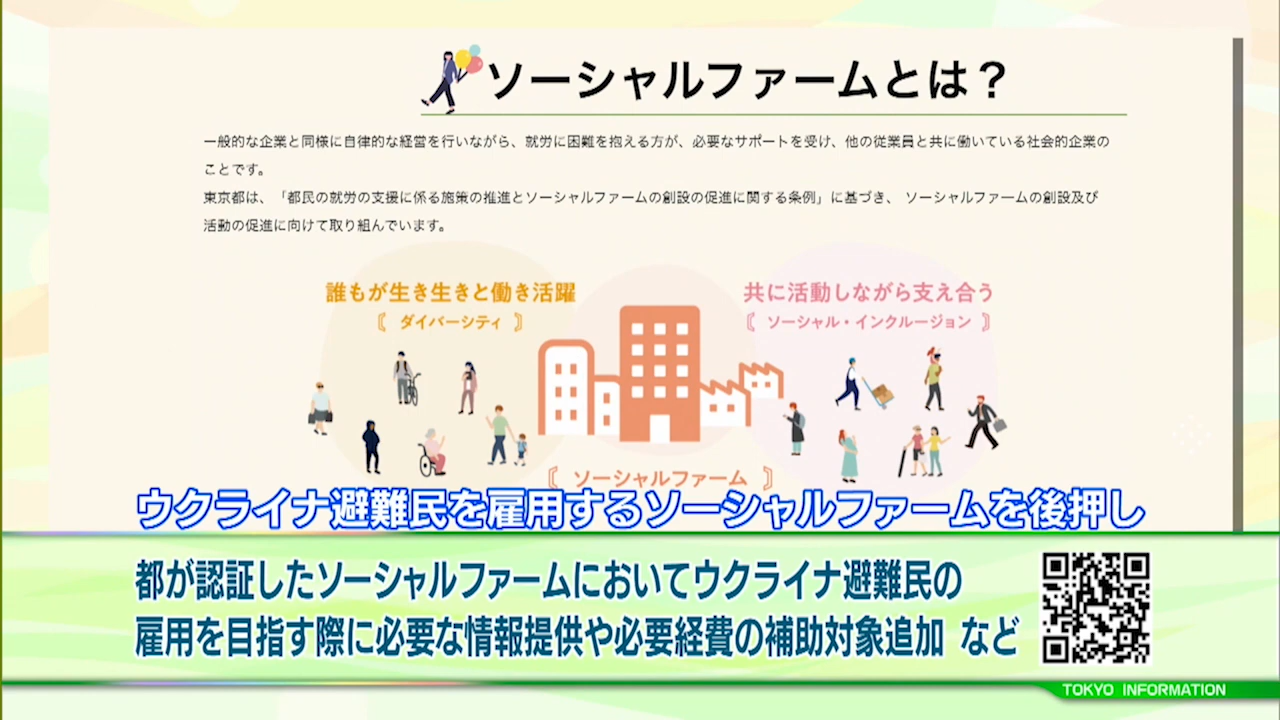 ソーシャルファームとは？
一般的な企業と同様に自律的な経営を行いながら、就労に困難を抱える方が、必要なサポートを受け、他の従業員と共に働いている社会的企業の
ことです。
東京都は、「都民の就労の支援に係る施策の推進とソーシャルファームの創設の促進に関する条例」に基づき、 ソーシャルファームの創設及び
活動の促進に向けて取り組んでいます。
誰もが生き生きと働き活躍
〘 ダイバーシティ 〙
共に活動しながら支え合う
〘 ソーシャル・インクルージョン 〙
〘 ソーシャルファーム 〙
ウクライナ避難民を雇用するソーシャルファームを後押し
都が認証したソーシャルファームにおいてウクライナ避難民の
雇用を目指す際に必要な情報提供や必要経費の補助対象追加 など
TOKYO INFORMATION